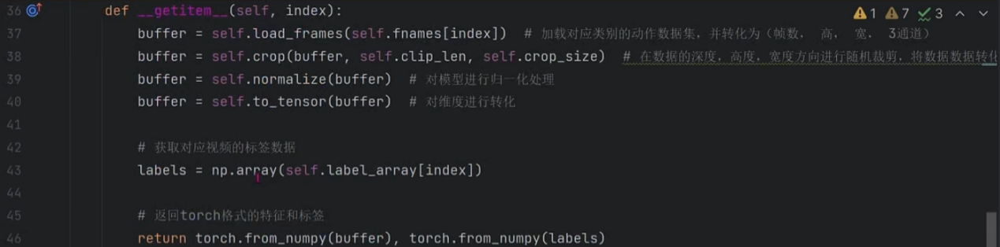 36 def __getitem__(self, index): 1 7 3
37 buffer = self.load_frames(self.fnames[index]) # 加载对应类别的动作数据集，并转化为（帧数， 高， 宽． 3通道）
38 buffer = self.crop(buffer, self.clip_len, self.crop_size) # 在数据的深度，高度，宽度方向进行随机裁剪，将数据数据转化
39 buffer = self.normalize(buffer) # 对模型进行归一化处理
40 buffer = self.to_tensor(buffer) # 对维度进行转化
41
42 # 获取对应视频的标签数据
43 labels = np.array(self.label_array[index])
44
45 # 返回torch格式的特征和标签
46 return torch.from_numpy(buffer), torch.from_numpy(labels)